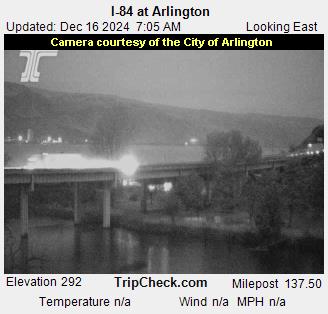 I-84 at Arlington
Updated: Dec 16 2024 7:05 AM Looking East
Camera courtesy of the City of Arlington
Elevation 292 TripCheck.com Milepost 137.50
Temperature n/a Wind n/a MPH n/a